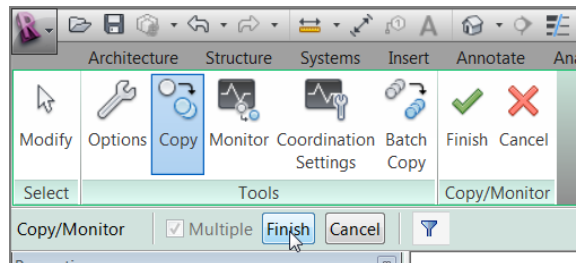 Architecture Structure Systems Insert Annotate
Modify Options Copy Monitor Coordination Settings Batch Copy Finish Cancel
Select Tools Copy/Monitor
Copy/Monitor Multiple Finish Cancel